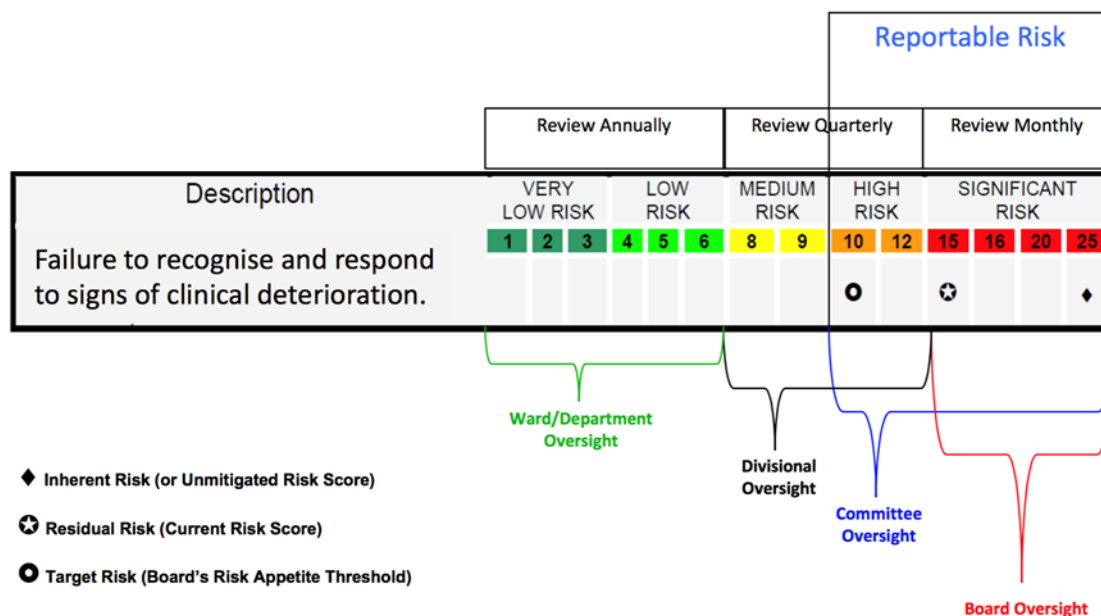 Reportable Risk
Review Annually
Review Quarterly
Review Monthly
Description
VERY
LOW RISK
LOW
RISK
MEDIUM
RISK
HIGH
RISK
SIGNIFICANT
RISK
1 2 3 4 5 6 8 9 10 12 15 16 20 25
Failure to recognise and respond
to signs of clinical deterioration.
Ward/Department
Oversight
Divisional
Oversight
Committee
Oversight
Board Oversight
Inherent Risk (or Unmitigated Risk Score)
Residual Risk (Current Risk Score)
Target Risk (Board's Risk Appetite Threshold)